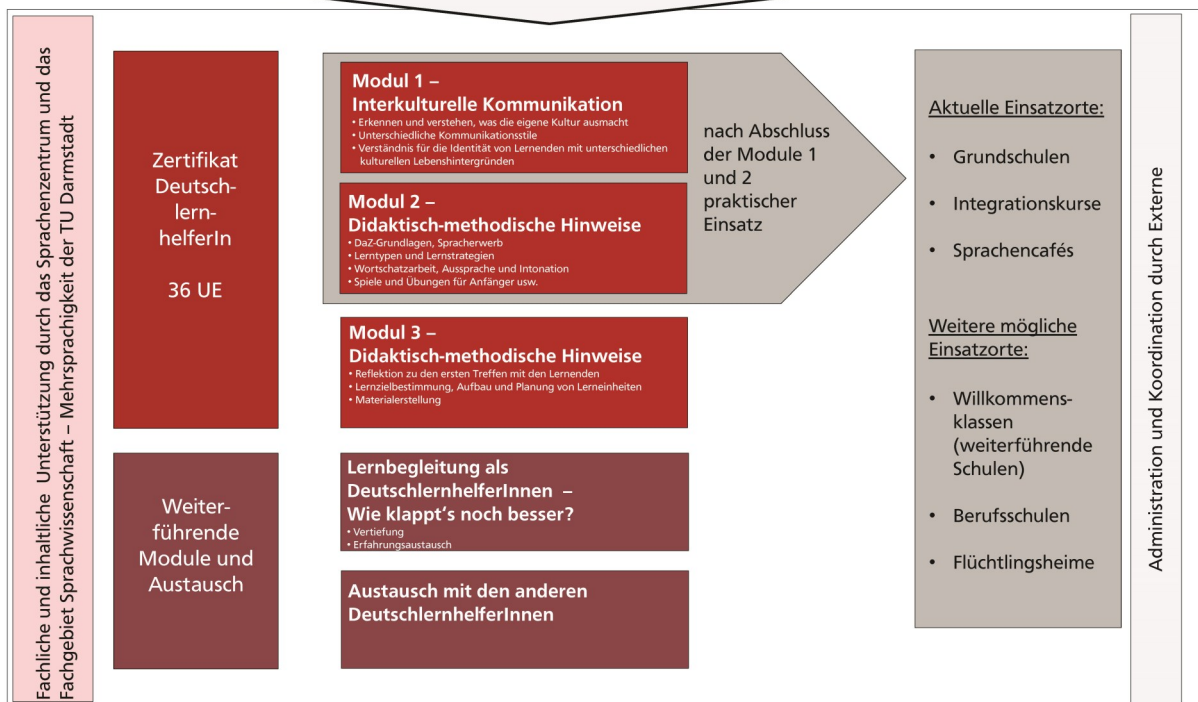 Fachliche und inhaltliche Unterstützung durch das Sprachenzentrum und das
Fachgebiet Sprachwissenschaft – Mehrsprachigkeit der TU Darmstadt
Zertifikat
Deutsch-
lern-
helferIn
36 UE
Modul 1 –
Interkulturelle Kommunikation
• Erkennen und verstehen, was die eigene Kultur ausmacht
• Unterschiedliche Kommunikationsstile
• Verständnis für die Identität von Lernenden mit unterschiedlichen
kulturellen Lebenshintergründen
Modul 2 –
Didaktisch-methodische Hinweise
• DaZ-Grundlagen, Spracherwerb
• Lerntypen und Lernstrategien
• Wortschatzarbeit, Aussprache und Intonation
• Spiele und Übungen für Anfänger usw.
nach Abschluss
der Module 1
und 2
praktischer
Einsatz
Modul 3 –
Didaktisch-methodische Hinweise
• Reflektion zu den ersten Treffen mit den Lernenden
• Lernzielbestimmung, Aufbau und Planung von Lerneinheiten
• Materialerstellung
Weiter-
führende
Module und
Austausch
Lernbegleitung als
DeutschlernhelferInnen –
Wie klappt's noch besser?
• Vertiefung
• Erfahrungsaustausch
Austausch mit den anderen
DeutschlernhelferInnen
Aktuelle Einsatzorte:
• Grundschulen
• Integrationskurse
• Sprachencafés
Weitere mögliche
Einsatzorte:
• Willkommens-
klassen
(weiterführende
Schulen)
• Berufsschulen
• Flüchtlingsheime
Administration und Koordination durch Externe